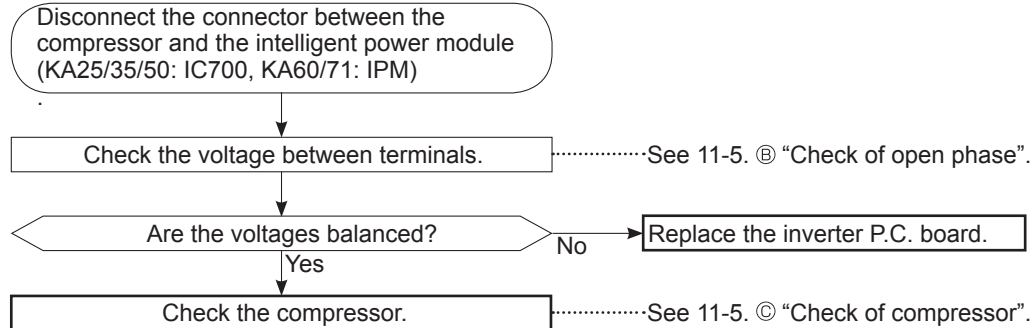 Disconnect the connector between the
compressor and the intelligent power module
(KA25/35/50: IC700, KA60/71: IPM)
.
Check the voltage between terminals.
See 11-5. Ⓑ “Check of open phase”.
Are the voltages balanced?
No
Replace the inverter P.C. board.
Yes
Check the compressor.
See 11-5. Ⓒ “Check of compressor”.